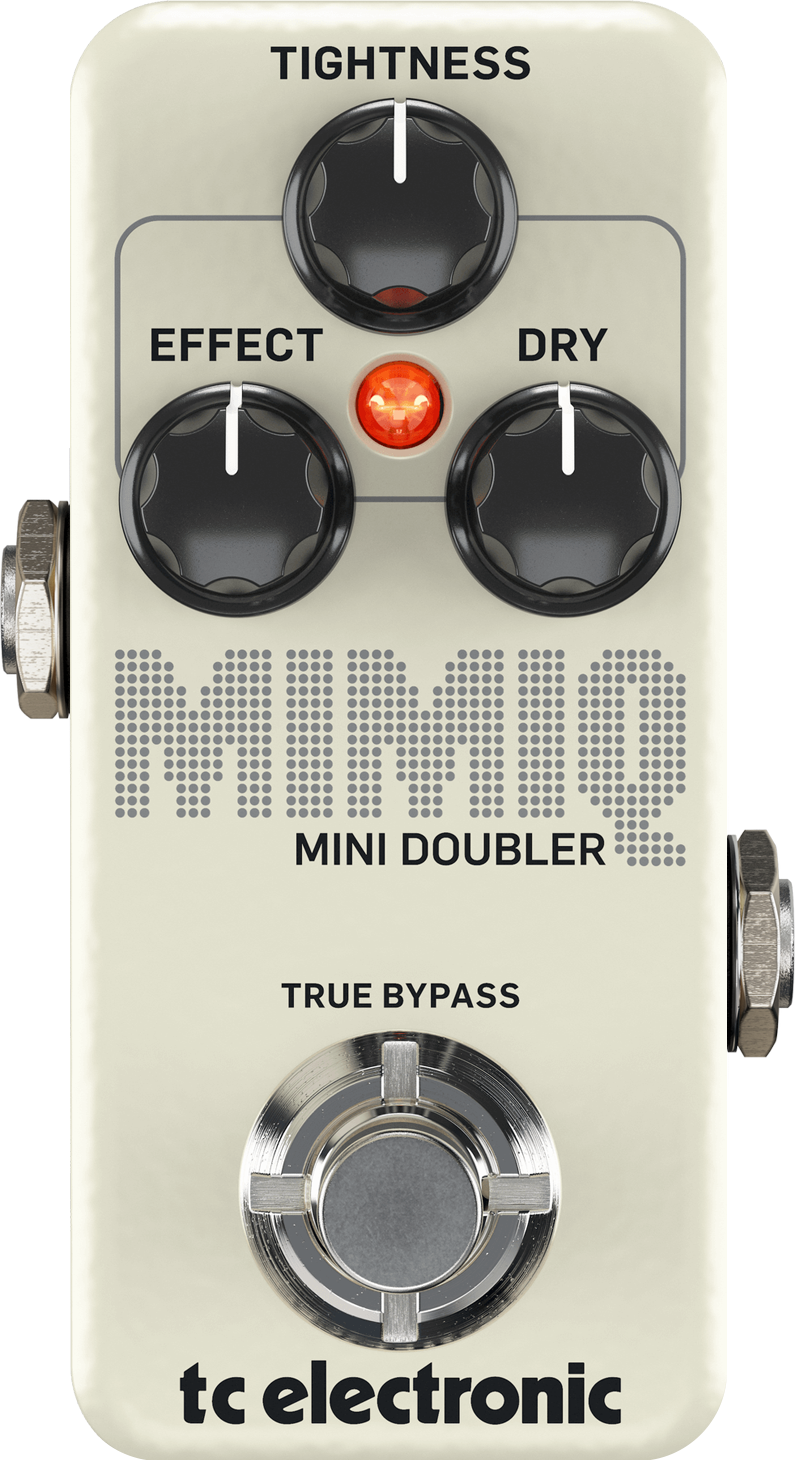 TIGHTNESS
EFFECT DRY
MIMIQ
MINI DOUBLER
TRUE BYPASS
tc electronic